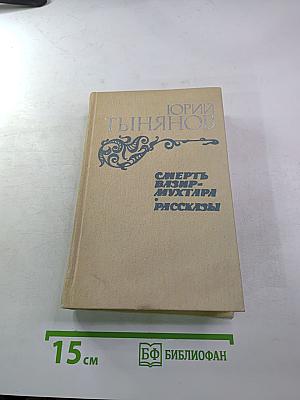 ЮРИЙ
ТЫНЯНОВ
СМЕРТЬ
ВАЗИР-
МУХТАРА
•
РАССКАЗЫ
15 см
БФ БИБЛИОФАН